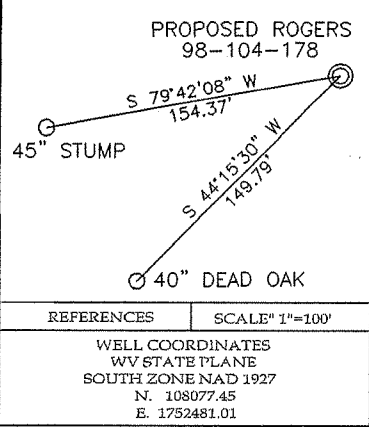 PROPOSED ROGERS
98-104-178
S 79°42'08" W
154.37'
45" STUMP
S 44°15'30" W
149.79'
40" DEAD OAK
REFERENCES
SCALE" 1"=100'
WELL COORDINATES
WV STATE PLANE
SOUTH ZONE NAD 1927
N. 108077.45
E. 1752481.01